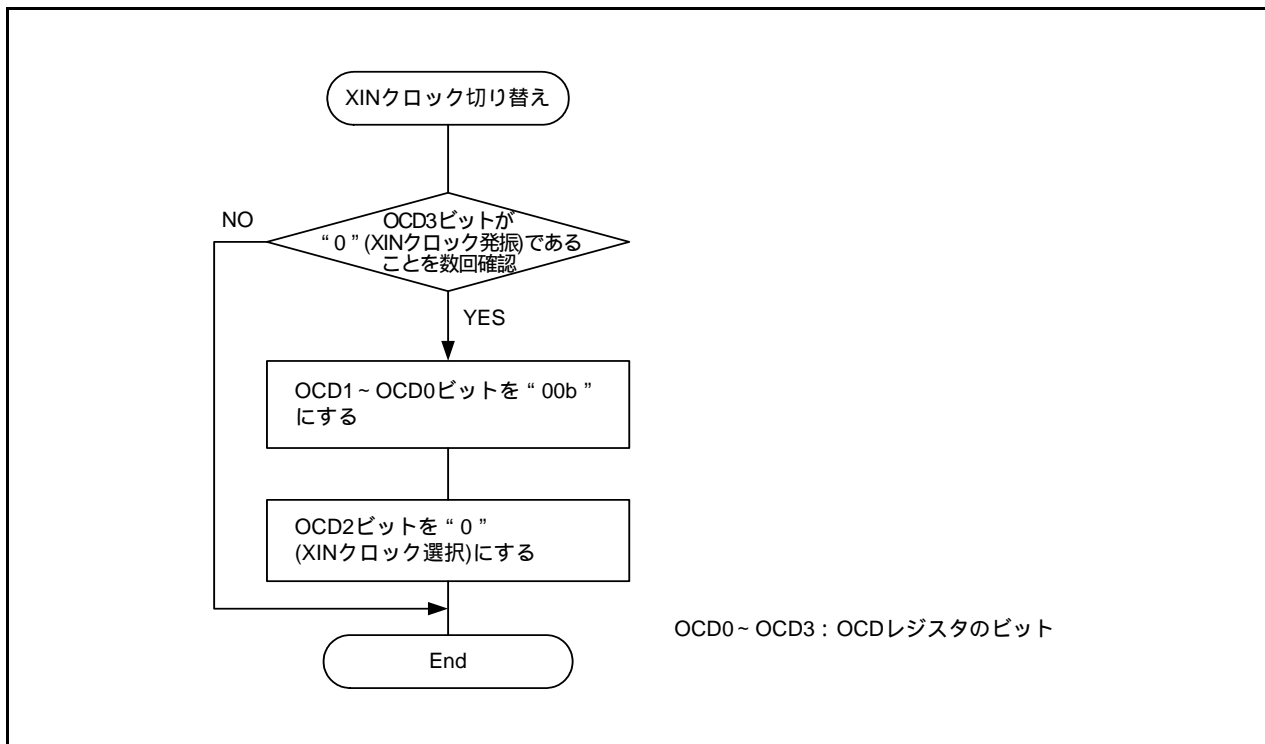 XINクロック切り替え
NO
OCD3ビットが
“ 0 ” (XINクロック発振)である
ことを数回確認
YES
OCD1 ~ OCD0ビットを “ 00b ”
にする
OCD2ビットを “ 0 ”
(XINクロック選択)にする
OCD0 ~ OCD3 : OCDレジスタのビット
End